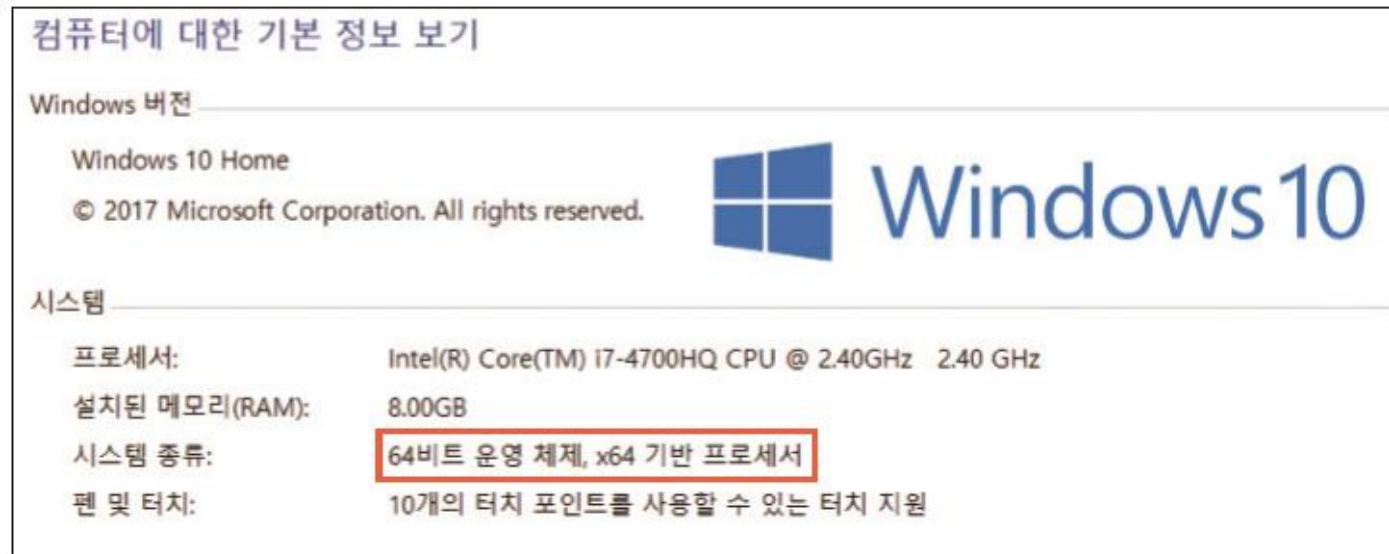 컴퓨터에 대한 기본 정보 보기
Windows 버전
Windows 10 Home
© 2017 Microsoft Corporation. All rights reserved.
Windows 10
시스템
프로세서: Intel(R) Core(TM) i7-4700HQ CPU @ 2.40GHz 2.40 GHz
설치된 메모리(RAM): 8.00GB
시스템 종류: 64비트 운영 체제, x64 기반 프로세서
펜 및 터치: 10개의 터치 포인트를 사용할 수 있는 터치 지원